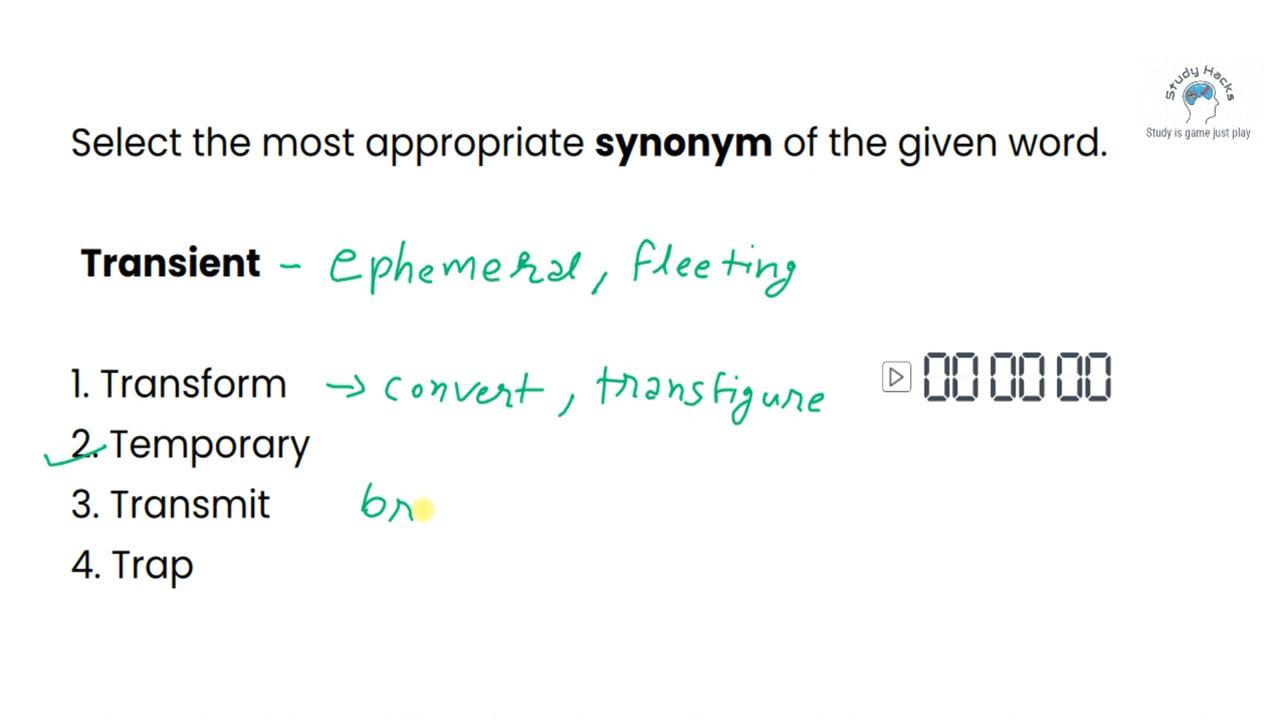 Study Hacks
Study is game just play
Select the most appropriate synonym of the given word.
Transient - ephemeral, fleeting
1. Transform → convert, transfigure
00 00 00
2. Temporary
3. Transmit br
4. Trap